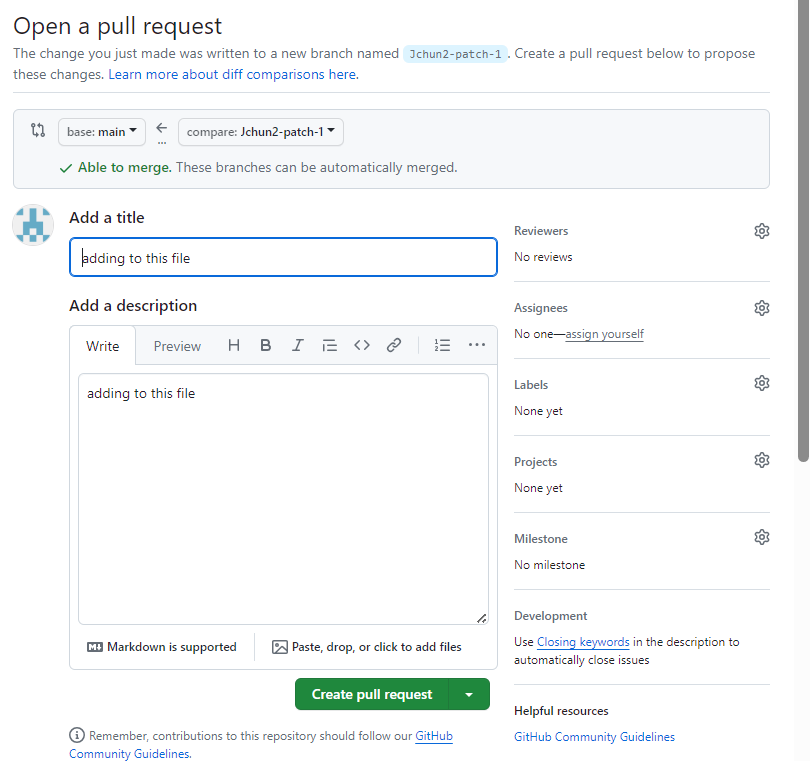 Open a pull request
The change you just made was written to a new branch named Jchun2-patch-1 . Create a pull request below to propose
these changes. Learn more about diff comparisons here.
base: main
compare: Jchun2-patch-1
Able to merge. These branches can be automatically merged.
Add a title
adding to this file
Add a description
Write
Preview
H B I
adding to this file
Markdown is supported
Paste, drop, or click to add files
Create pull request
Remember, contributions to this repository should follow our GitHub
Community Guidelines.
Reviewers
No reviews
Assignees
No one—assign yourself
Labels
None yet
Projects
None yet
Milestone
No milestone
Development
Use Closing keywords in the description to
automatically close issues
Helpful resources
GitHub Community Guidelines